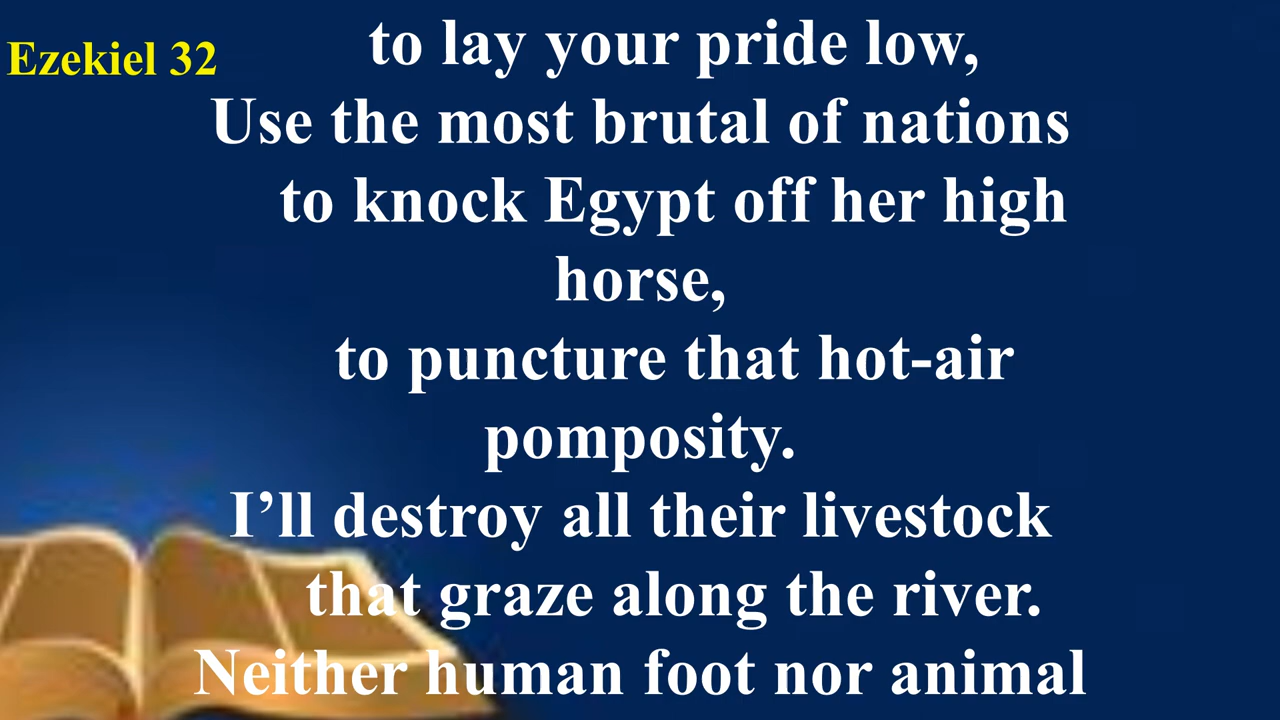 Ezekiel 32
to lay your pride low,
Use the most brutal of nations
to knock Egypt off her high
horse,
to puncture that hot-air
pomposity.
I’ll destroy all their livestock
that graze along the river.
Neither human foot nor animal